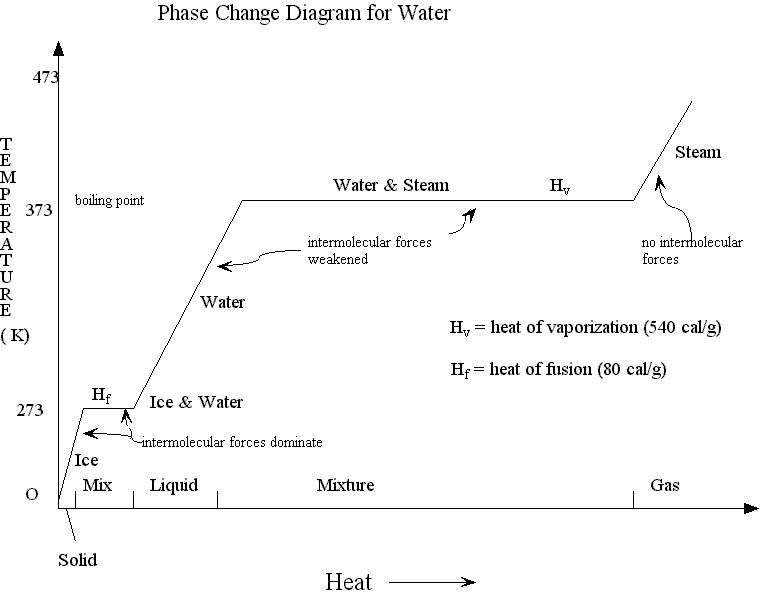 Phase Change Diagram for Water
473
TEMPERATURE
( K)
373
273
O
boiling point
Water & Steam
Hv
Steam
intermolecular forces
weakened
no intermolecular
forces
Water
Hv = heat of vaporization (540 cal/g)
Hf = heat of fusion (80 cal/g)
Hf
Ice & Water
intermolecular forces dominate
Ice
Mix
Liquid
Mixture
Gas
Solid
Heat